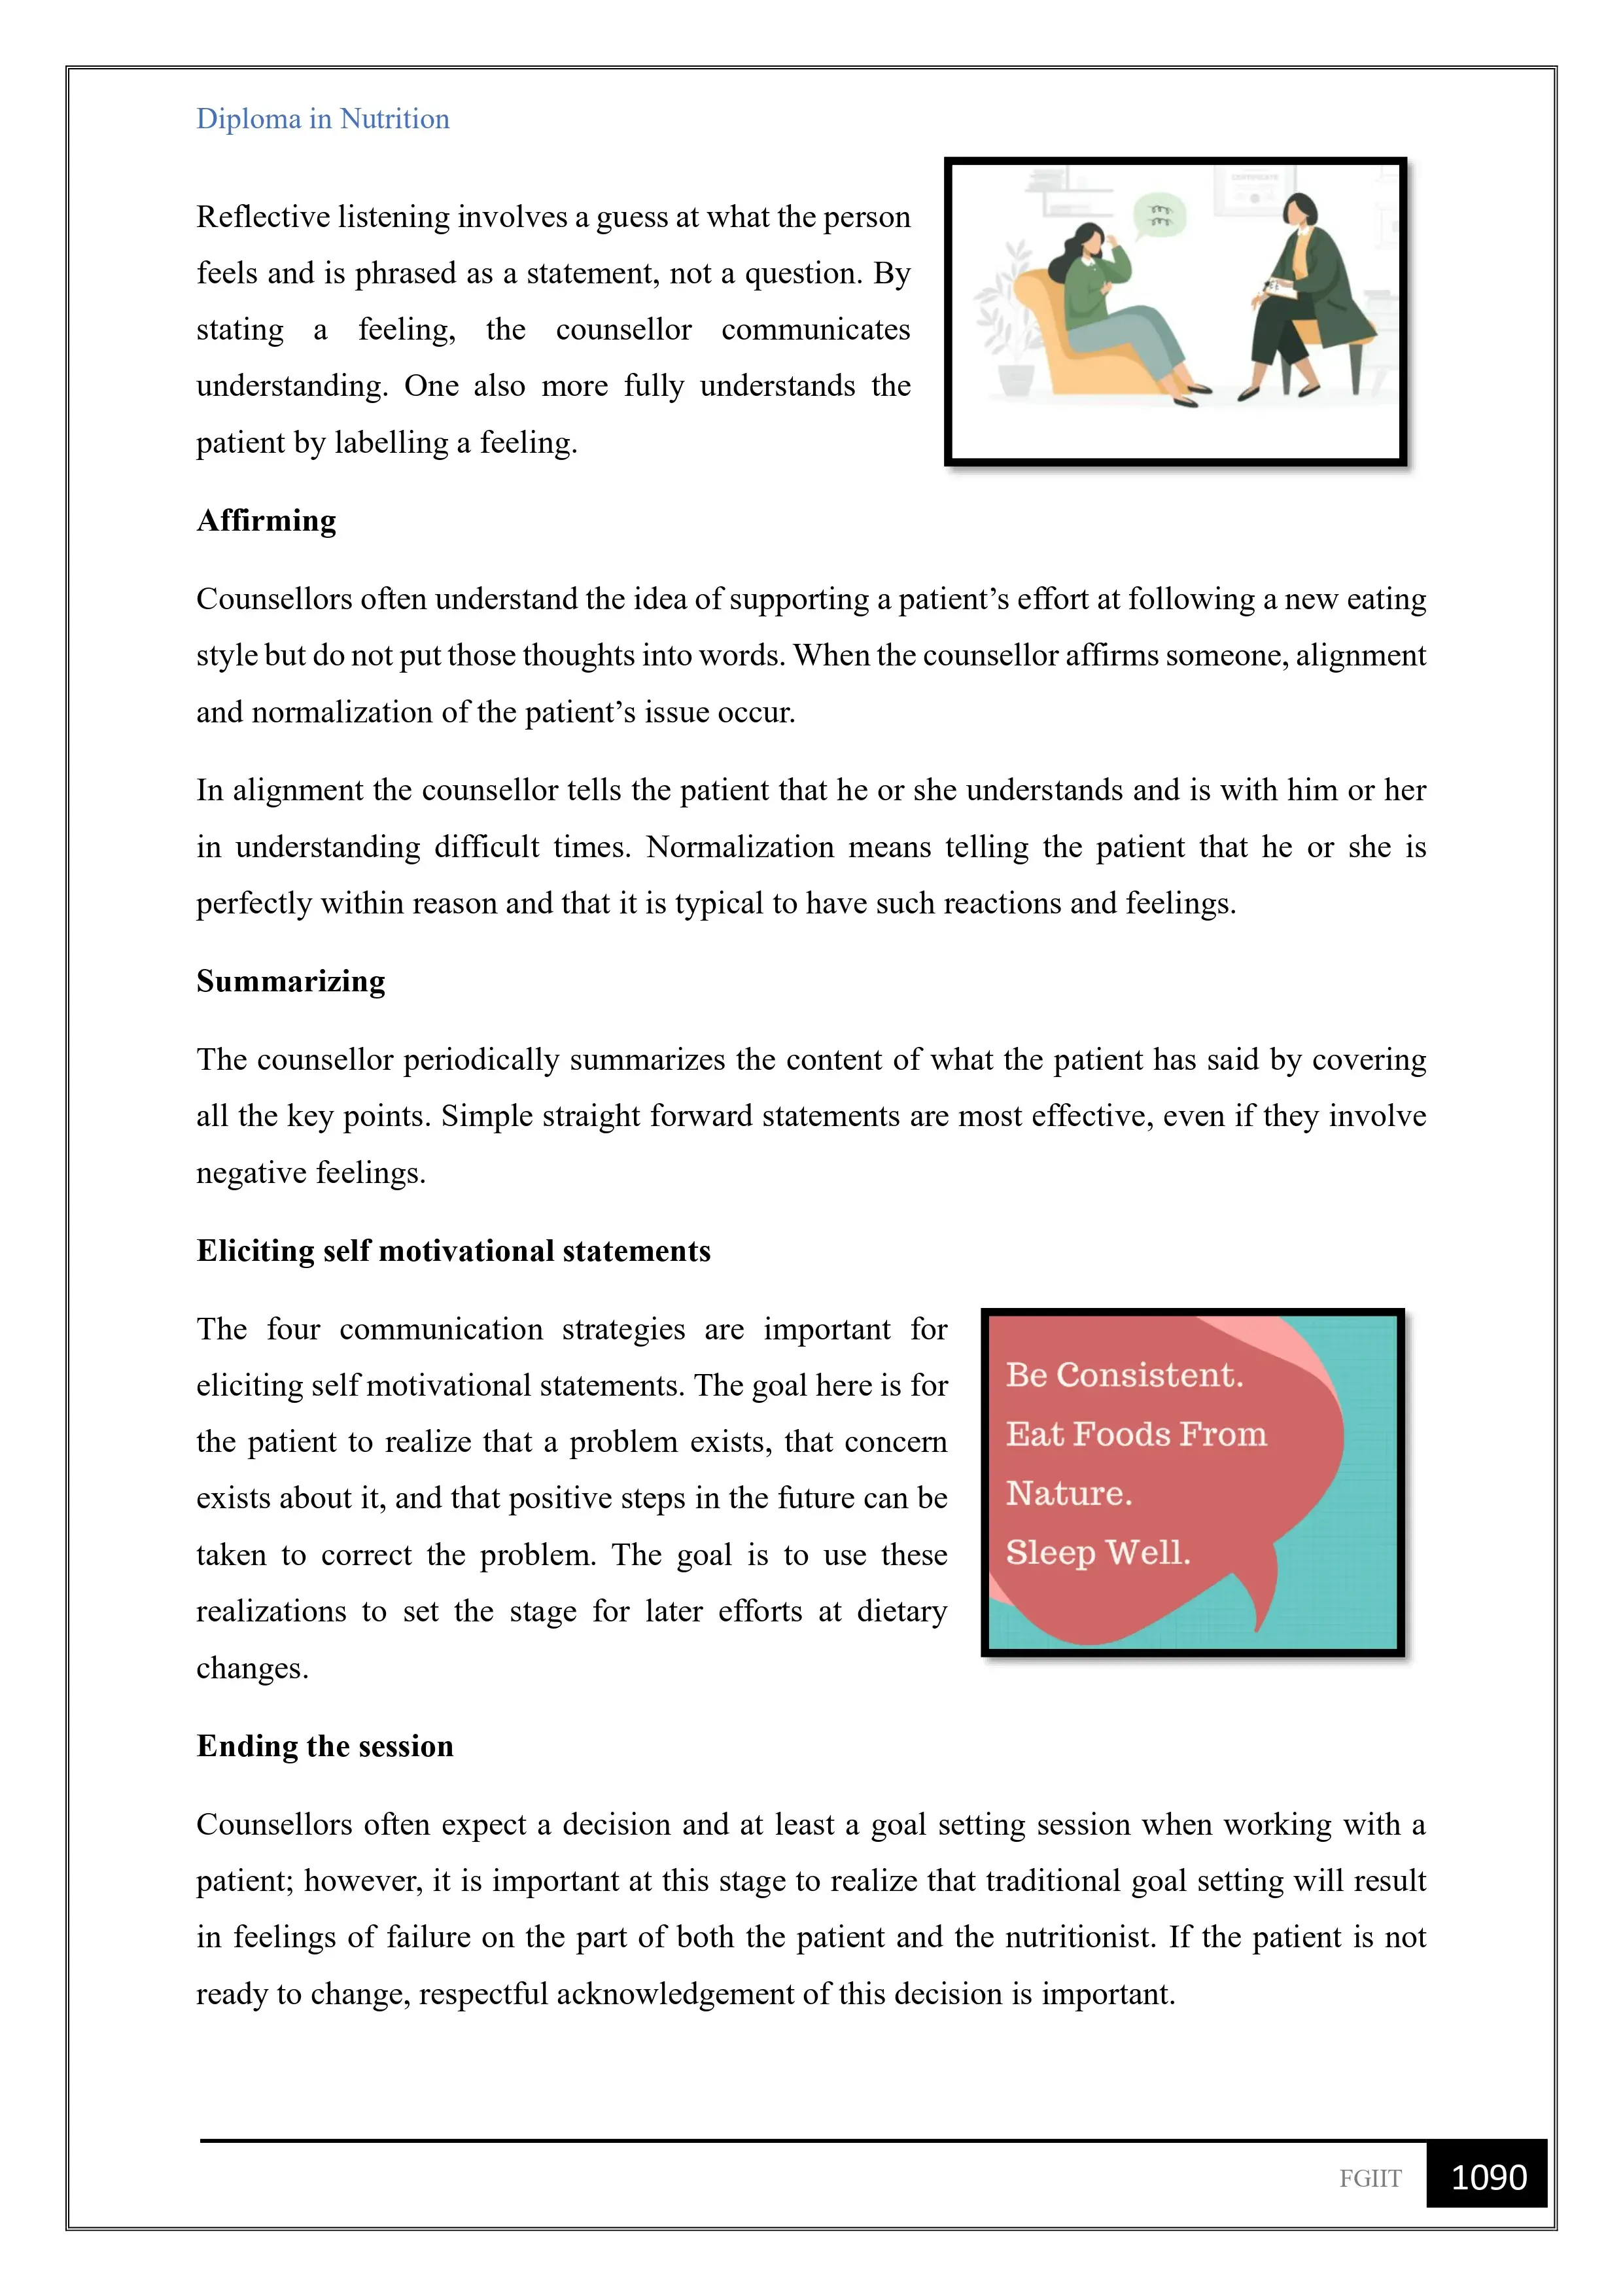 Diploma in Nutrition
Reflective listening involves a guess at what the person
feels and is phrased as a statement, not a question. By
stating a feeling, the counsellor communicates
understanding. One also more fully understands the
patient by labelling a feeling.
CERTIFICATE
Affirming
Counsellors often understand the idea of supporting a patient’s effort at following a new eating
style but do not put those thoughts into words. When the counsellor affirms someone, alignment
and normalization of the patient’s issue occur.
In alignment the counsellor tells the patient that he or she understands and is with him or her
in understanding difficult times. Normalization means telling the patient that he or she is
perfectly within reason and that it is typical to have such reactions and feelings.
Summarizing
The counsellor periodically summarizes the content of what the patient has said by covering
all the key points. Simple straight forward statements are most effective, even if they involve
negative feelings.
Eliciting self motivational statements
The four communication strategies are important for
eliciting self motivational statements. The goal here is for
the patient to realize that a problem exists, that concern
exists about it, and that positive steps in the future can be
taken to correct the problem. The goal is to use these
realizations to set the stage for later efforts at dietary
changes.
Be Consistent.
Eat Foods From
Nature.
Sleep Well.
Ending the session
Counsellors often expect a decision and at least a goal setting session when working with a
patient; however, it is important at this stage to realize that traditional goal setting will result
in feelings of failure on the part of both the patient and the nutritionist. If the patient is not
ready to change, respectful acknowledgement of this decision is important.
FGIIT
1090